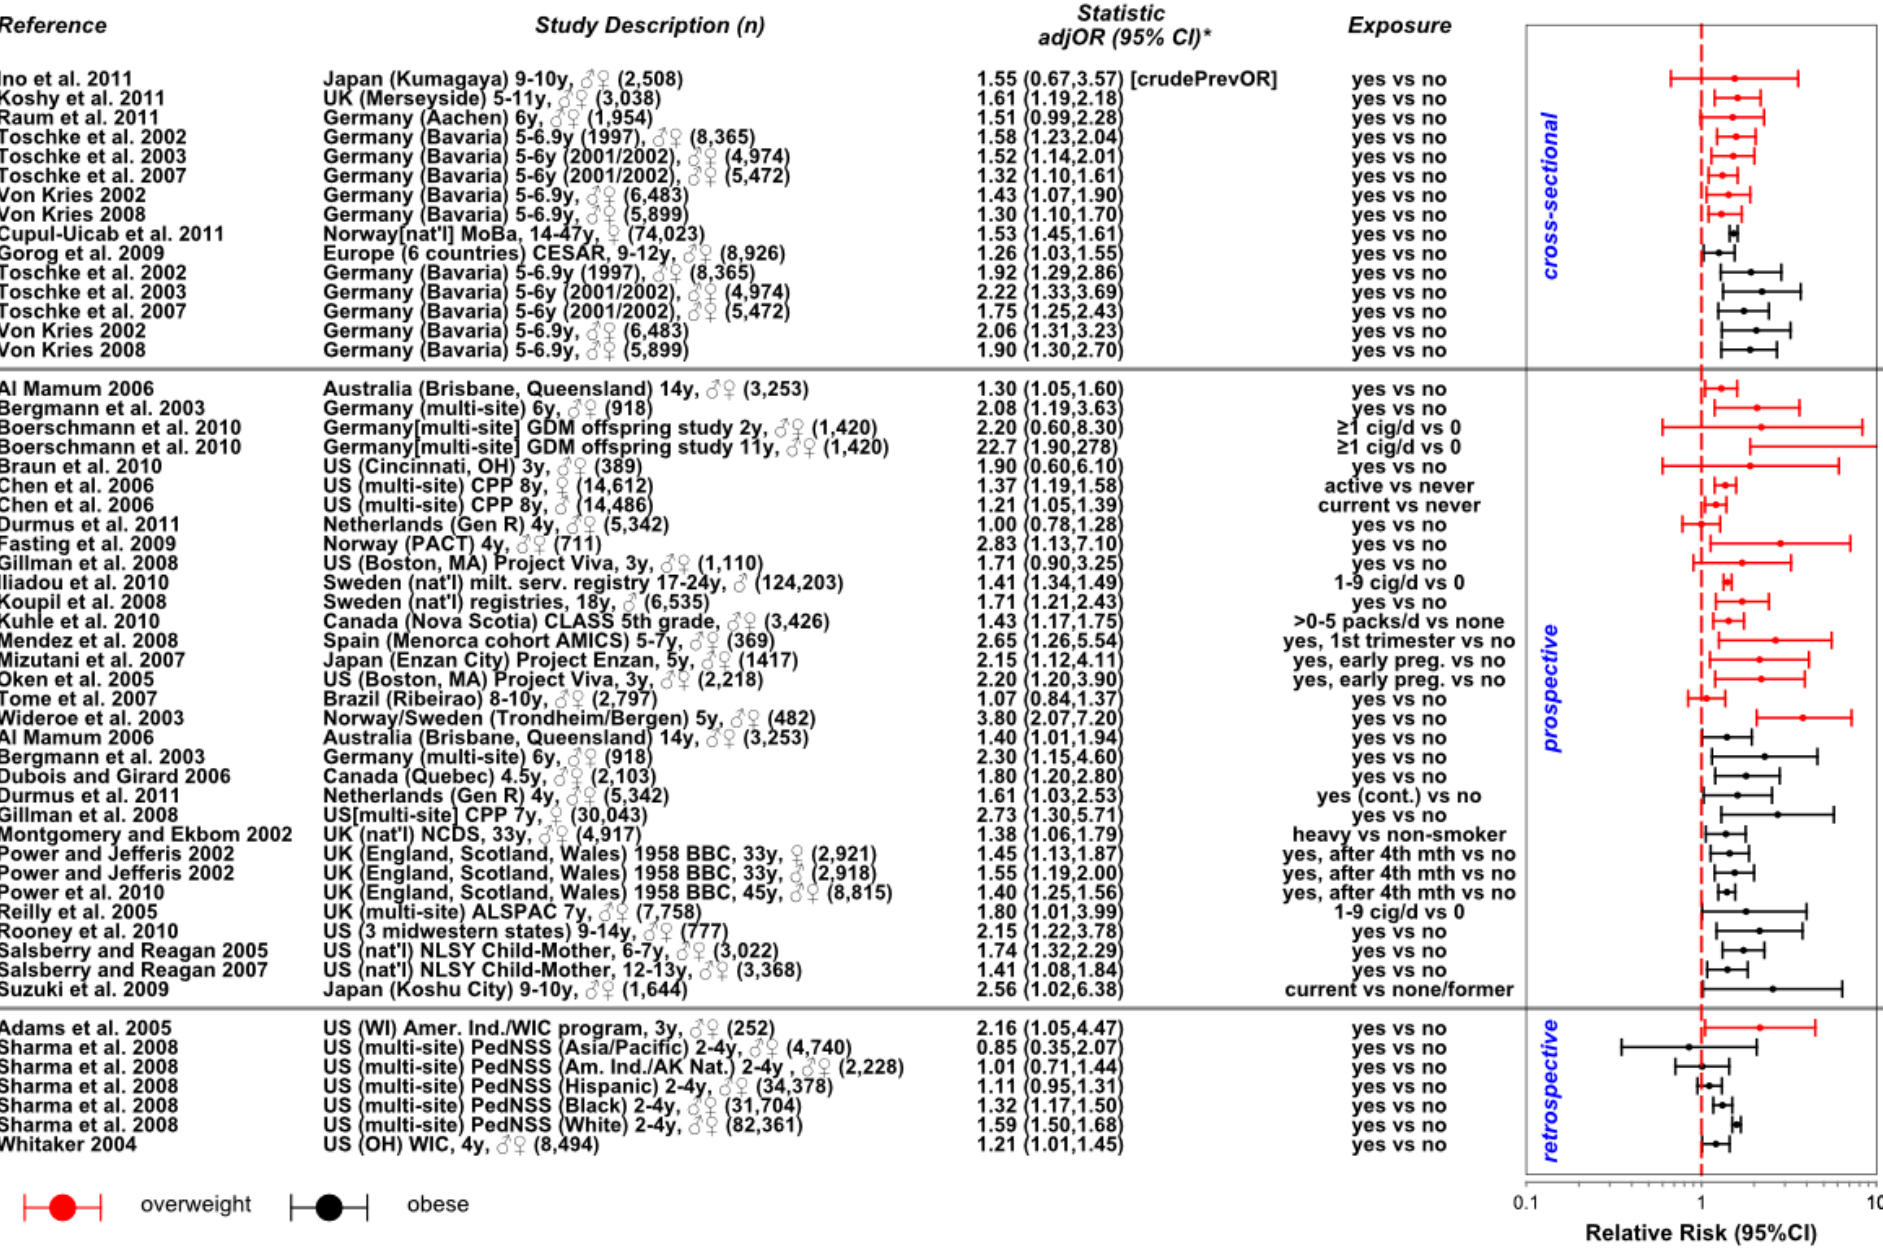 Reference Study Description (n) Statistic adjOR (95% CI)* Exposure
Ino et al. 2011 Japan (Kumagaya) 9-10y, ♂♀ (2,508) 1.55 (0.67,3.57) [crudePrevOR] yes vs no
Koshy et al. 2011 UK (Merseyside) 5-11y, ♂♀ (3,038) 1.61 (1.19,2.18) yes vs no
Raum et al. 2011 Germany (Aachen) 6y, ♂♀ (1,954) 1.51 (0.99,2.28) yes vs no
Toschke et al. 2002 Germany (Bavaria) 5-6.9y (1997), ♂♀ (8,365) 1.58 (1.23,2.04) yes vs no
Toschke et al. 2003 Germany (Bavaria) 5-6y (2001/2002), ♂♀ (4,974) 1.52 (1.14,2.01) yes vs no
Toschke et al. 2007 Germany (Bavaria) 5-6y (2001/2002), ♂♀ (5,472) 1.32 (1.10,1.61) yes vs no
Von Kries 2002 Germany (Bavaria) 5-6.9y, ♂♀ (6,483) 1.43 (1.07,1.90) yes vs no
Von Kries 2008 Germany (Bavaria) 5-6.9y, ♂♀ (5,899) 1.30 (1.10,1.70) yes vs no
Cupul-Uicab et al. 2011 Norway[nat'l] MoBa, 14-47y, ♀ (74,023) 1.53 (1.45,1.61) yes vs no
Gorog et al. 2009 Europe (6 countries) CESAR, 9-12y, ♂♀ (8,926) 1.26 (1.03,1.55) yes vs no
Toschke et al. 2002 Germany (Bavaria) 5-6.9y (1997), ♂♀ (8,365) 1.92 (1.29,2.86) yes vs no
Toschke et al. 2003 Germany (Bavaria) 5-6y (2001/2002), ♂♀ (4,974) 2.22 (1.33,3.69) yes vs no
Toschke et al. 2007 Germany (Bavaria) 5-6y (2001/2002), ♂♀ (5,472) 1.75 (1.25,2.43) yes vs no
Von Kries 2002 Germany (Bavaria) 5-6.9y, ♂♀ (6,483) 2.06 (1.31,3.23) yes vs no
Von Kries 2008 Germany (Bavaria) 5-6.9y, ♂♀ (5,899) 1.90 (1.30,2.70) yes vs no
cross-sectional
Al Mamum 2006 Australia (Brisbane, Queensland) 14y, ♂♀ (3,253) 1.30 (1.05,1.60) yes vs no
Bergmann et al. 2003 Germany (multi-site) 6y, ♂♀ (918) 2.08 (1.19,3.63) yes vs no
Boerschmann et al. 2010 Germany[multi-site] GDM offspring study 2y, ♂♀ (1,420) 2.20 (0.60,8.30) ≥1 cig/d vs 0
Boerschmann et al. 2010 Germany[multi-site] GDM offspring study 11y, ♂♀ (1,420) 22.7 (1.90,278) ≥1 cig/d vs 0
Braun et al. 2010 US (Cincinnati, OH) 3y, ♂♀ (389) 1.90 (0.60,6.10) yes vs no
Chen et al. 2006 US (multi-site) CPP 8y, ♀ (14,612) 1.37 (1.19,1.58) active vs never
Chen et al. 2006 US (multi-site) CPP 8y, ♂ (14,486) 1.21 (1.05,1.39) current vs never
Durmus et al. 2011 Netherlands (Gen R) 4y, ♂♀ (5,342) 1.00 (0.78,1.28) yes vs no
Fasting et al. 2009 Norway (PACT) 4y, ♂♀ (711) 2.83 (1.13,7.10) yes vs no
Gillman et al. 2008 US (Boston, MA) Project Viva, 3y, ♂♀ (1,110) 1.71 (0.90,3.25) yes vs no
Iliadou et al. 2010 Sweden (nat'l) milt. serv. registry 17-24y, ♂ (124,203) 1.41 (1.34,1.49) 1-9 cig/d vs 0
Koupil et al. 2008 Sweden (nat'l) registries, 18y, ♂ (6,535) 1.71 (1.21,2.43) yes vs no
Kuhle et al. 2010 Canada (Nova Scotia) CLASS 5th grade, ♂♀ (3,426) 1.43 (1.17,1.75) >0-5 packs/d vs none
Mendez et al. 2008 Spain (Menorca cohort AMICS) 5-7y, ♂♀ (369) 2.65 (1.26,5.54) yes, 1st trimester vs no
Mizutani et al. 2007 Japan (Enzan City) Project Enzan, 5y, ♂♀ (1417) 2.15 (1.12,4.11) yes, early preg. vs no
Oken et al. 2005 US (Boston, MA) Project Viva, 3y, ♂♀ (2,218) 2.20 (1.20,3.90) yes, early preg. vs no
Tome et al. 2007 Brazil (Ribeirao) 8-10y, ♂♀ (2,797) 1.07 (0.84,1.37) yes vs no
Wideroe et al. 2003 Norway/Sweden (Trondheim/Bergen) 5y, ♂♀ (482) 3.80 (2.07,7.20) yes vs no
Al Mamum 2006 Australia (Brisbane, Queensland) 14y, ♂♀ (3,253) 1.40 (1.01,1.94) yes vs no
Bergmann et al. 2003 Germany (multi-site) 6y, ♂♀ (918) 2.30 (1.15,4.60) yes vs no
Dubois and Girard 2006 Canada (Quebec) 4.5y, ♂♀ (2,103) 1.80 (1.20,2.80) yes vs no
Durmus et al. 2011 Netherlands (Gen R) 4y, ♂♀ (5,342) 1.61 (1.03,2.53) yes (cont.) vs no
Gillman et al. 2008 US[multi-site] CPP 7y, ♀ (30,043) 2.73 (1.30,5.71) yes vs no
Montgomery and Ekbom 2002 UK (nat'l) NCDS, 33y, ♂♀ (4,917) 1.38 (1.06,1.79) heavy vs non-smoker
Power and Jefferis 2002 UK (England, Scotland, Wales) 1958 BBC, 33y, ♀ (2,921) 1.45 (1.13,1.87) yes, after 4th mth vs no
Power and Jefferis 2002 UK (England, Scotland, Wales) 1958 BBC, 33y, ♂ (2,918) 1.55 (1.19,2.00) yes, after 4th mth vs no
Power et al. 2010 UK (England, Scotland, Wales) 1958 BBC, 45y, ♂♀ (8,815) 1.40 (1.25,1.56) yes, after 4th mth vs no
Reilly et al. 2005 UK (multi-site) ALSPAC 7y, ♂♀ (7,758) 1.80 (1.01,3.99) 1-9 cig/d vs 0
Rooney et al. 2010 US (3 midwestern states) 9-14y, ♂♀ (777) 2.15 (1.22,3.78) yes vs no
Salsberry and Reagan 2005 US (nat'l) NLSY Child-Mother, 6-7y, ♂♀ (3,022) 1.74 (1.32,2.29) yes vs no
Salsberry and Reagan 2007 US (nat'l) NLSY Child-Mother, 12-13y, ♂♀ (3,368) 1.41 (1.08,1.84) yes vs no
Suzuki et al. 2009 Japan (Koshu City) 9-10y, ♂♀ (1,644) 2.56 (1.02,6.38) current vs none/former
prospective
Adams et al. 2005 US (WI) Amer. Ind./WIC program, 3y, ♂♀ (252) 2.16 (1.05,4.47) yes vs no
Sharma et al. 2008 US (multi-site) PedNSS (Asia/Pacific) 2-4y, ♂♀ (4,740) 0.85 (0.35,2.07) yes vs no
Sharma et al. 2008 US (multi-site) PedNSS (Am. Ind./AK Nat.) 2-4y , ♂♀ (2,228) 1.01 (0.71,1.44) yes vs no
Sharma et al. 2008 US (multi-site) PedNSS (Hispanic) 2-4y, ♂♀ (34,378) 1.11 (0.95,1.31) yes vs no
Sharma et al. 2008 US (multi-site) PedNSS (Black) 2-4y, ♂♀ (31,704) 1.32 (1.17,1.50) yes vs no
Sharma et al. 2008 US (multi-site) PedNSS (White) 2-4y, ♂♀ (82,361) 1.59 (1.50,1.68) yes vs no
Whitaker 2004 US (OH) WIC, 4y, ♂♀ (8,494) 1.21 (1.01,1.45) yes vs no
retrospective
overweight obese
0.1 1 10
Relative Risk (95%CI)